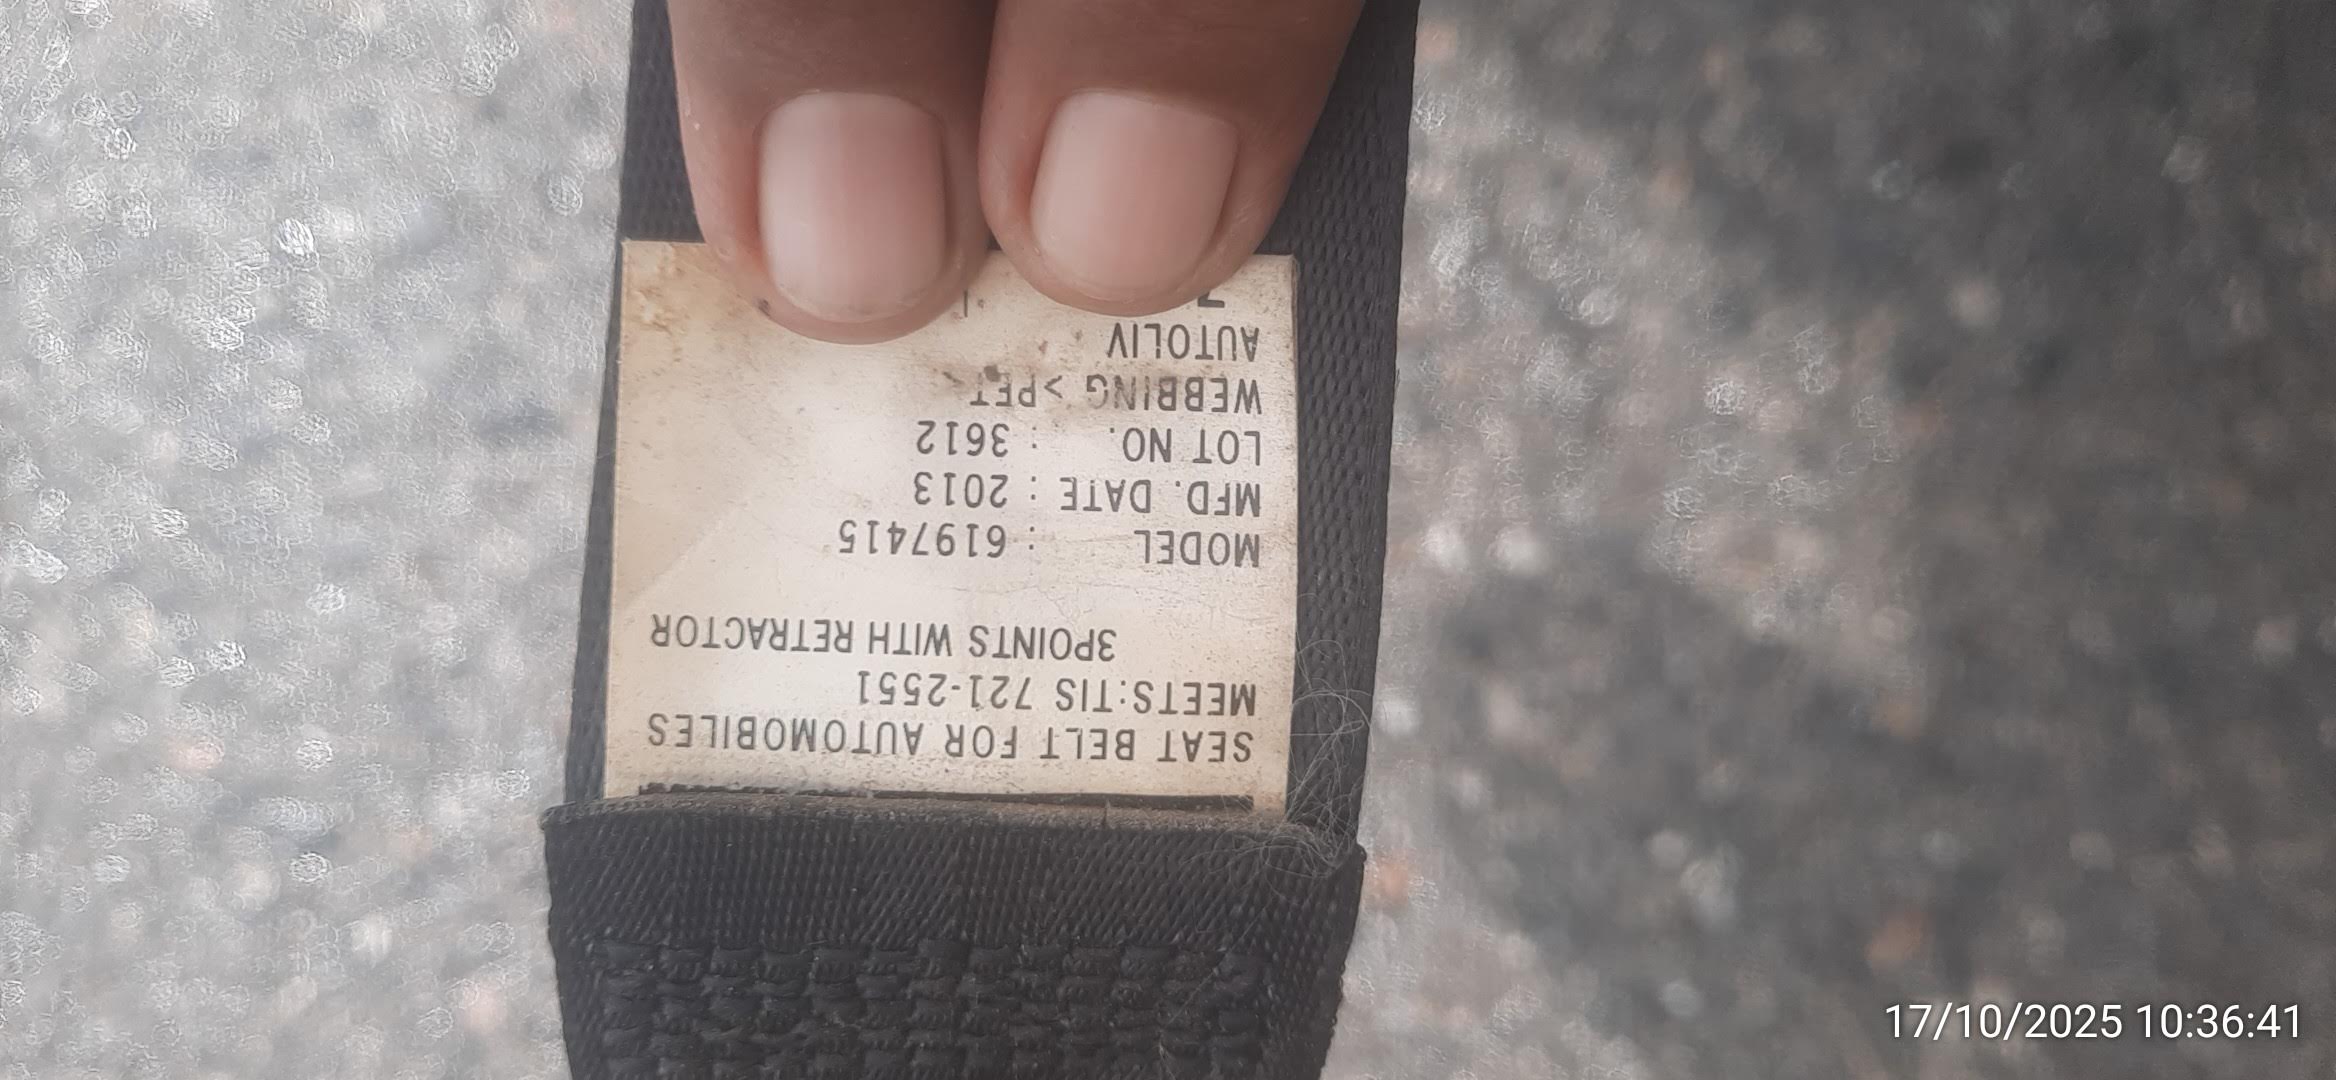 SEAT BELT FOR AUTOMOBILES
MEETS:TIS 721-2551
3POINTS WITH RETRACTOR
MODEL : 6197415
MFD. DATE : 2013
LOT NO. : 3612
WEBBING >PET<
AUTOLIV
17/10/2025 10:36:41